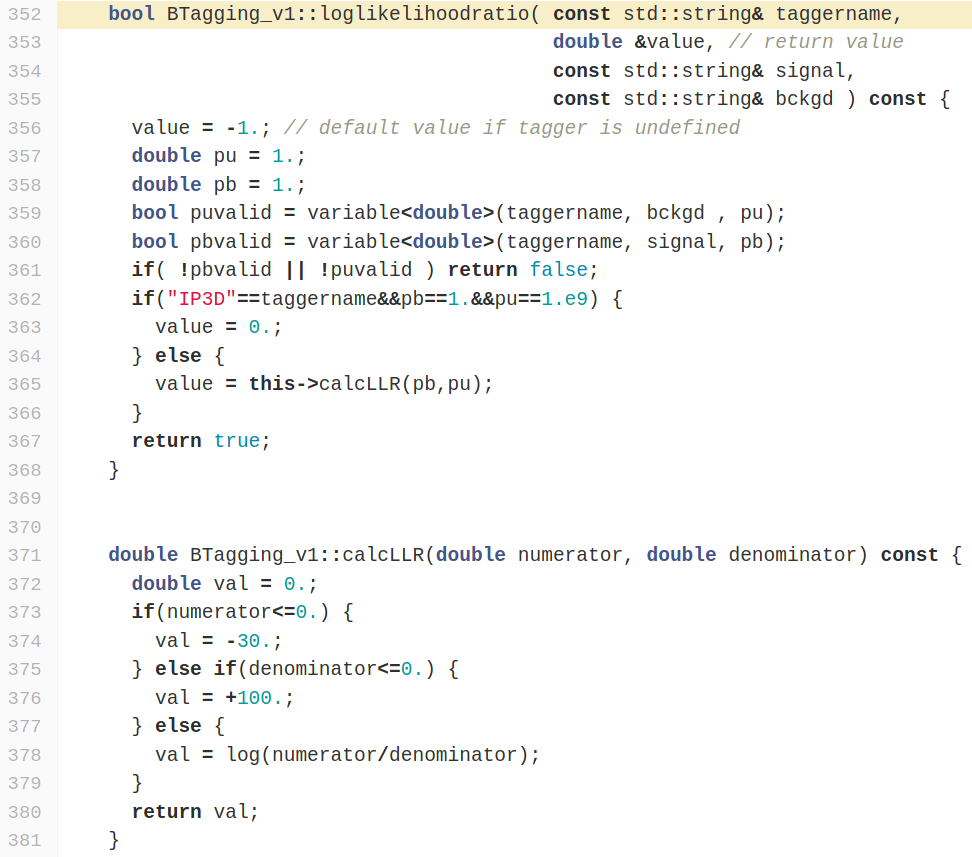 352 bool BTagging_v1::loglikelihoodratio( const std::string& taggername,
353 double &value, // return value
354 const std::string& signal,
355 const std::string& bckgd ) const {
356 value = -1.; // default value if tagger is undefined
357 double pu = 1.;
358 double pb = 1.;
359 bool puvalid = variable<double>(taggername, bckgd , pu);
360 bool pbvalid = variable<double>(taggername, signal, pb);
361 if( !pbvalid || !puvalid ) return false;
362 if("IP3D"==taggername&&pb==1.&&pu==1.e9) {
363 value = 0.;
364 } else {
365 value = this->calcLLR(pb,pu);
366 }
367 return true;
368 }
369
370
371 double BTagging_v1::calcLLR(double numerator, double denominator) const {
372 double val = 0.;
373 if(numerator<=0.) {
374 val = -30.;
375 } else if(denominator<=0.) {
376 val = +100.;
377 } else {
378 val = log(numerator/denominator);
379 }
380 return val;
381 }